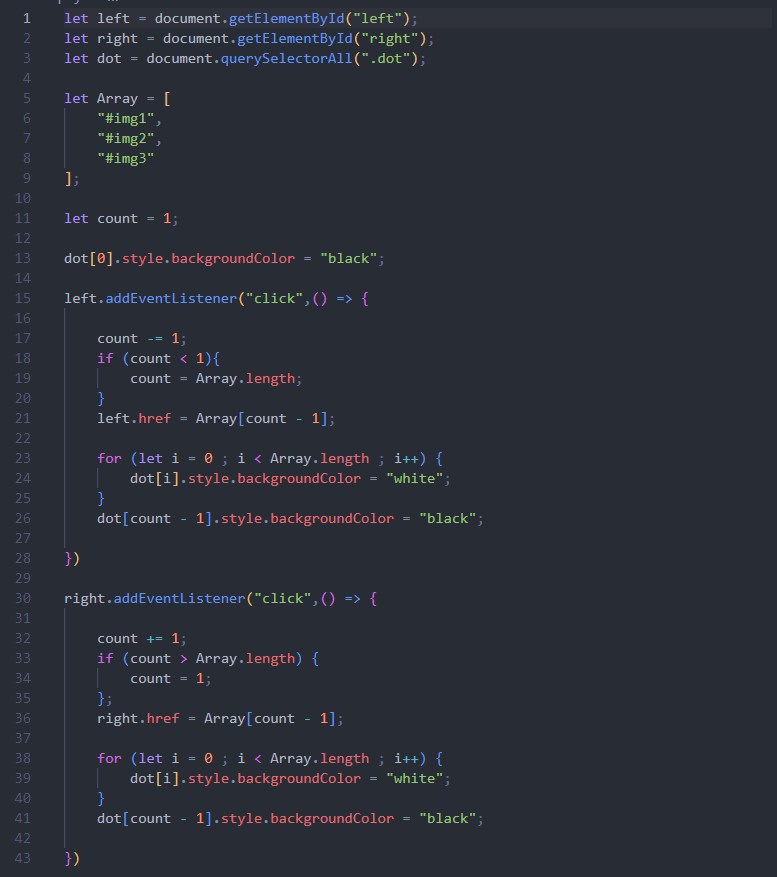 1 let left = document.getElementById("left");
2 let right = document.getElementById("right");
3 let dot = document.querySelectorAll(".dot");
4
5 let Array = [
6     "#img1",
7     "#img2",
8     "#img3"
9 ];
10
11 let count = 1;
12
13 dot[0].style.backgroundColor = "black";
14
15 left.addEventListener("click",() => {
16
17     count -= 1;
18     if (count < 1){
19         count = Array.length;
20     }
21     left.href = Array[count - 1];
22
23     for (let i = 0 ; i < Array.length ; i++) {
24         dot[i].style.backgroundColor = "white";
25     }
26     dot[count - 1].style.backgroundColor = "black";
27
28 })
29
30 right.addEventListener("click",() => {
31
32     count += 1;
33     if (count > Array.length) {
34         count = 1;
35     };
36     right.href = Array[count - 1];
37
38     for (let i = 0 ; i < Array.length ; i++) {
39         dot[i].style.backgroundColor = "white";
40     }
41     dot[count - 1].style.backgroundColor = "black";
42
43 })